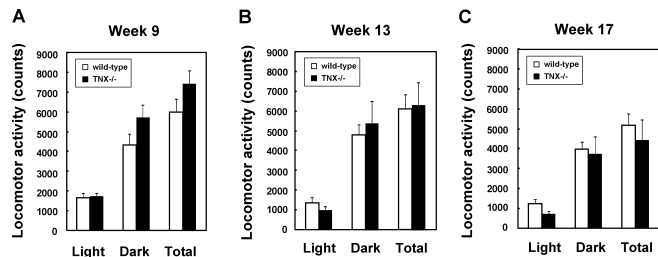 A
Week 9
Locomotor activity (counts)
9000
8000
7000
6000
5000
4000
3000
2000
1000
0
wild-type
TNX-/-
Light Dark Total
B
Week 13
Locomotor activity (counts)
9000
8000
7000
6000
5000
4000
3000
2000
1000
0
wild-type
TNX-/-
Light Dark Total
C
Week 17
Locomotor activity (counts)
9000
8000
7000
6000
5000
4000
3000
2000
1000
0
wild-type
TNX-/-
Light Dark Total